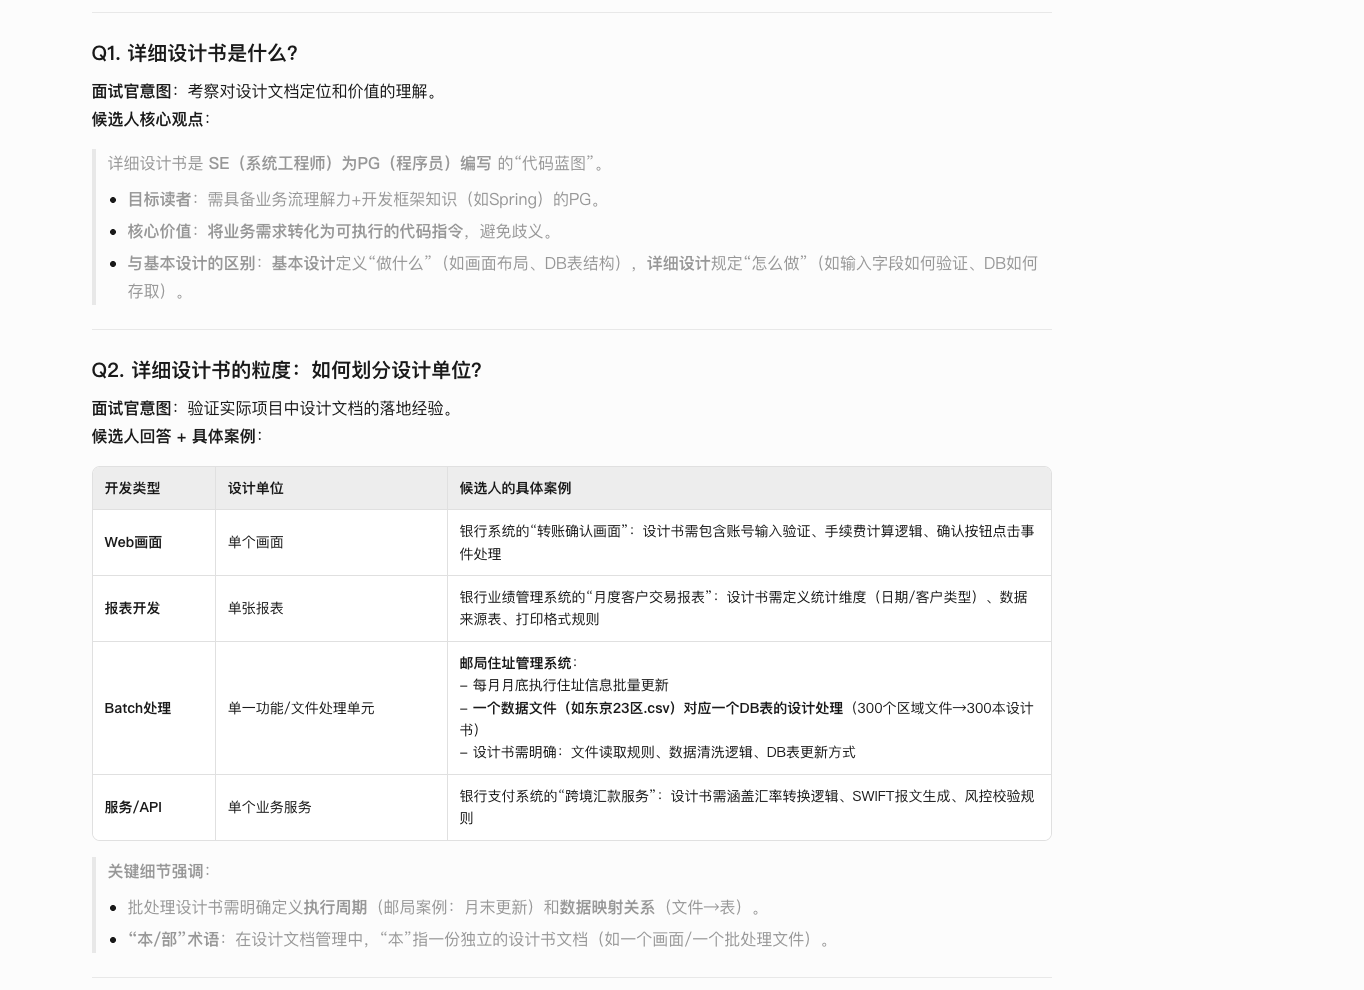 Q1. 详细设计书是什么？
面试官意图：考察对设计文档定位和价值的理解。
候选人核心观点：
详细设计书是 SE（系统工程师）为PG（程序员）编写 的“代码蓝图”。
目标读者：需具备业务流理解力+开发框架知识（如Spring）的PG。
核心价值：将业务需求转化为可执行的代码指令，避免歧义。
与基本设计的区别：基本设计定义“做什么”（如画面布局、DB表结构），详细设计规定“怎么做”（如输入字段如何验证、DB如何
存取）。
Q2. 详细设计书的粒度：如何划分设计单位？
面试官意图：验证实际项目中设计文档的落地经验。
候选人回答 + 具体案例：
开发类型 设计单位 候选人的具体案例
Web画面 单个画面 银行系统的“转账确认画面”：设计书需包含账号输入验证、手续费计算逻辑、确认按钮点击事
件处理
报表开发 单张报表 银行业绩管理系统的“月度客户交易报表”：设计书需定义统计维度（日期/客户类型）、数据
来源表、打印格式规则
Batch处理 单一功能/文件处理单元 邮局住址管理系统：
– 每月月底执行住址信息批量更新
– 一个数据文件（如东京23区.csv）对应一个DB表的设计处理（300个区域文件→300本设计
书）
– 设计书需明确：文件读取规则、数据清洗逻辑、DB表更新方式
服务/API 单个业务服务 银行支付系统的“跨境汇款服务”：设计书需涵盖汇率转换逻辑、SWIFT报文生成、风控校验规
则
关键细节强调：
批处理设计书需明确定义执行周期（邮局案例：月末更新）和数据映射关系（文件→表）。
“本/部”术语：在设计文档管理中，“本”指一份独立的设计书文档（如一个画面/一个批处理文件）。